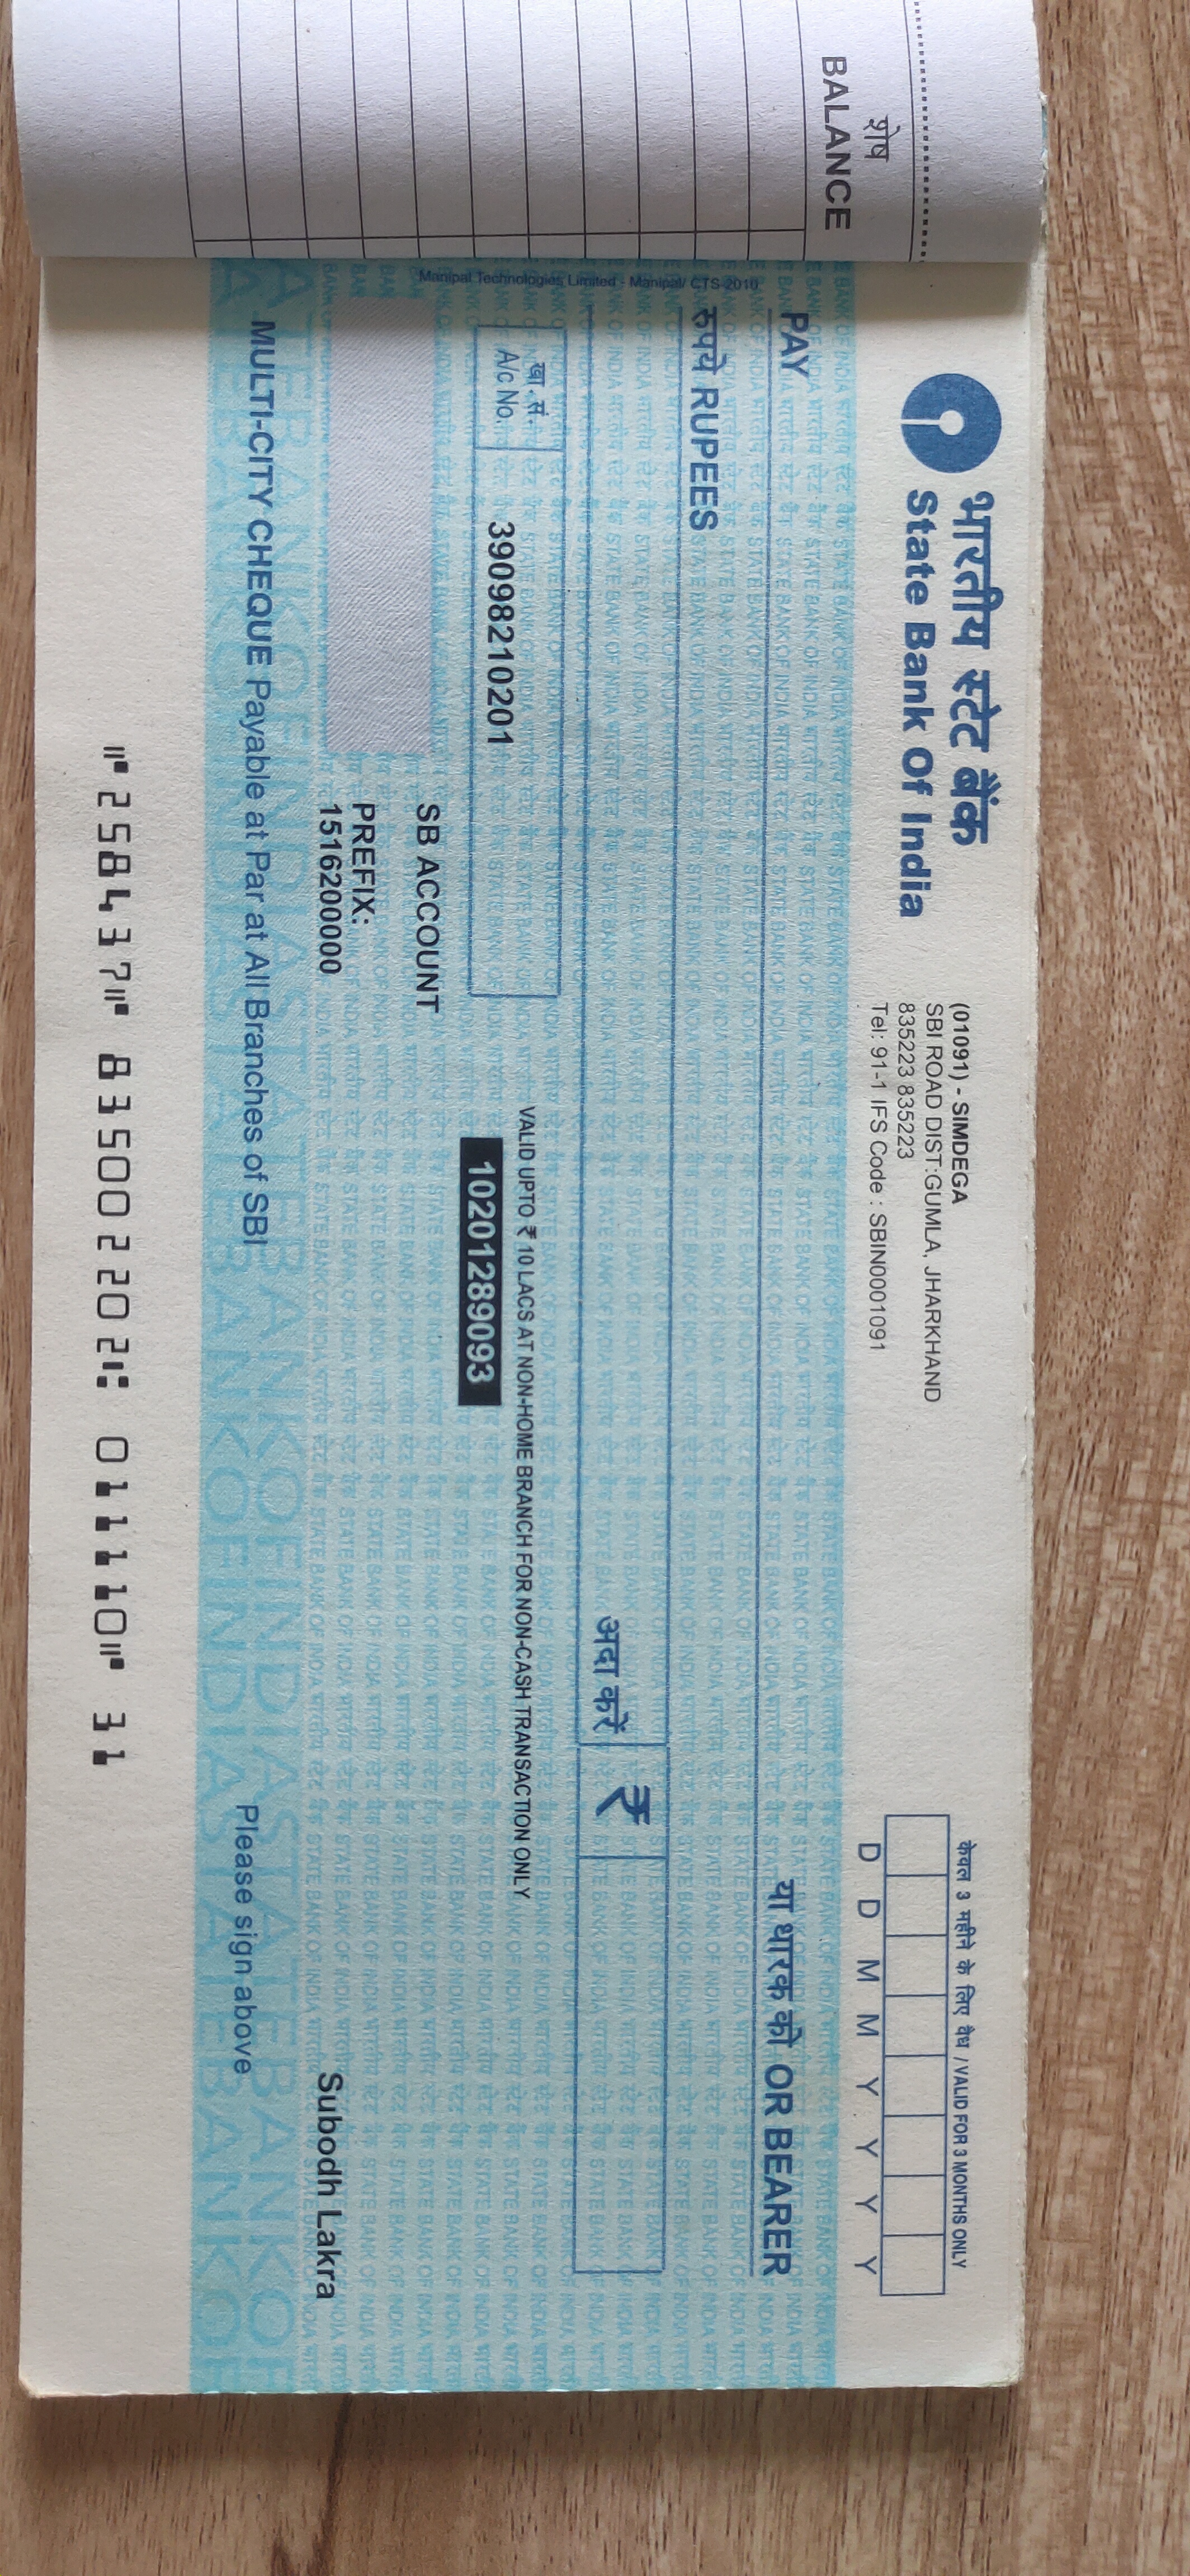 शेष
BALANCE
Manipal Technologies Limited - Manipal/ CTS-2010
भारतीय स्टेट बैंक
State Bank Of India
(01091) - SIMDEGA
SBI ROAD DIST:GUMLA, JHARKHAND
835223 835223
Tel: 91-1 IFS Code : SBIN0001091
केवल 3 महीने के लिए वैध / VALID FOR 3 MONTHS ONLY
D D M M Y Y Y Y
PAY
या धारक को OR BEARER
रुपये RUPEES
अदा करें ₹
खा. सं.
A/c No.
39098210201
VALID UPTO ₹ 10 LACS AT NON-HOME BRANCH FOR NON-CASH TRANSACTION ONLY
10201289093
SB ACCOUNT
PREFIX:
1516200000
Subodh Lakra
MULTI-CITY CHEQUE Payable at Par at All Branches of SBI
Please sign above
⑈258437⑈ 835002202⑆ 011110⑈ 31